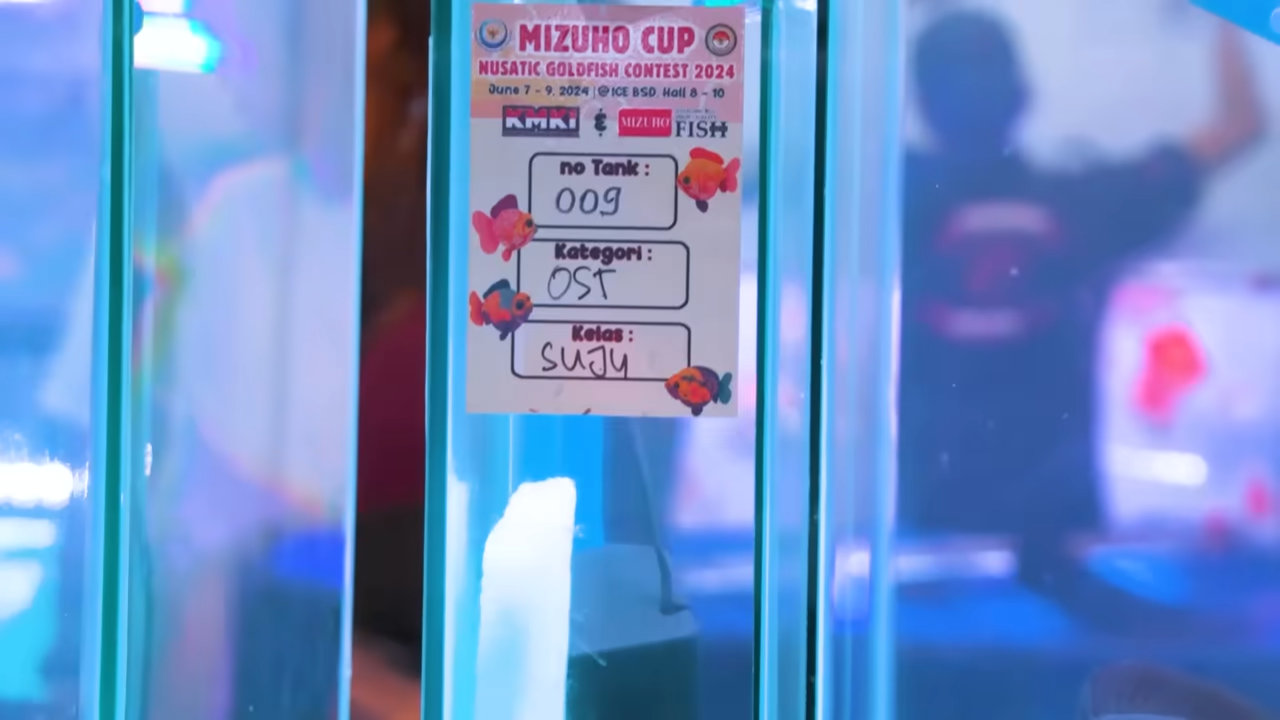 MIZUHO CUP
NUSATIC GOLDFISH CONTEST 2024
June 7 - 9, 2024 | @ ICE BSD, Hall 8 - 10
KMKI & MIZUHO FISH
no Tank :
009
Kategori :
OST
Kelas :
SUJU